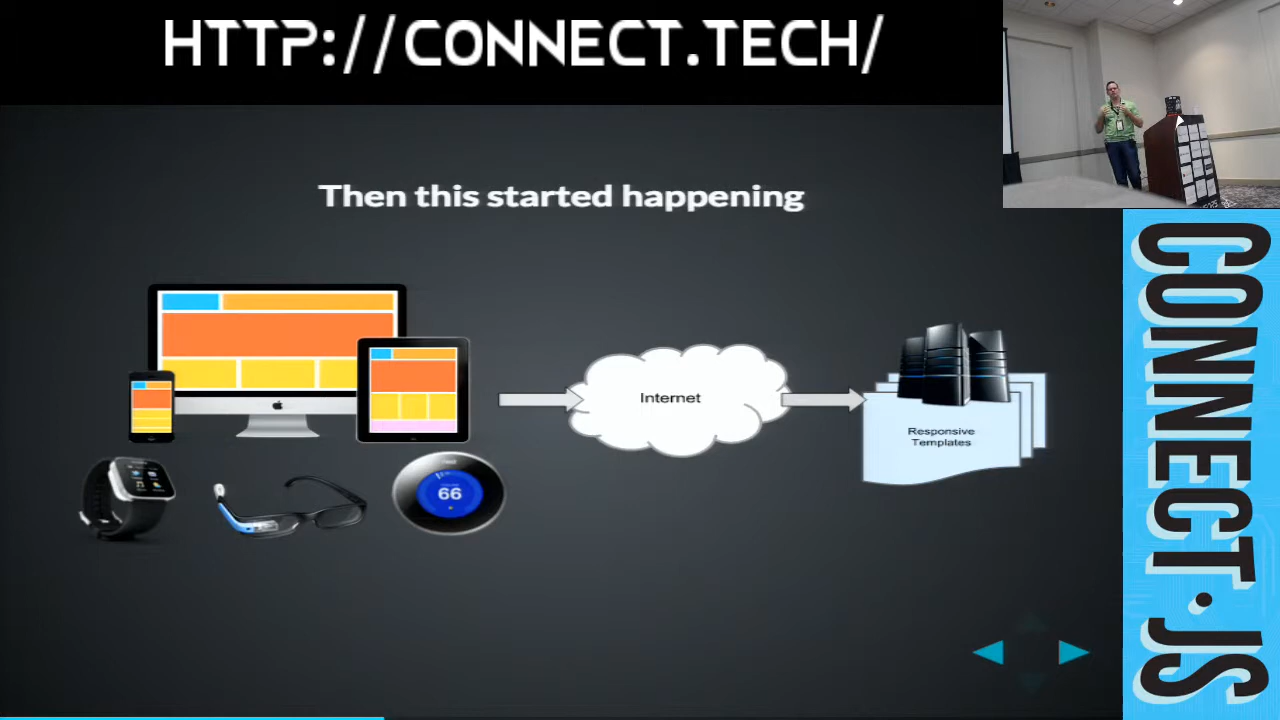 HTTP://CONNECT.TECH/
Then this started happening
Internet
Responsive
Templates
66
CONNECT.JS